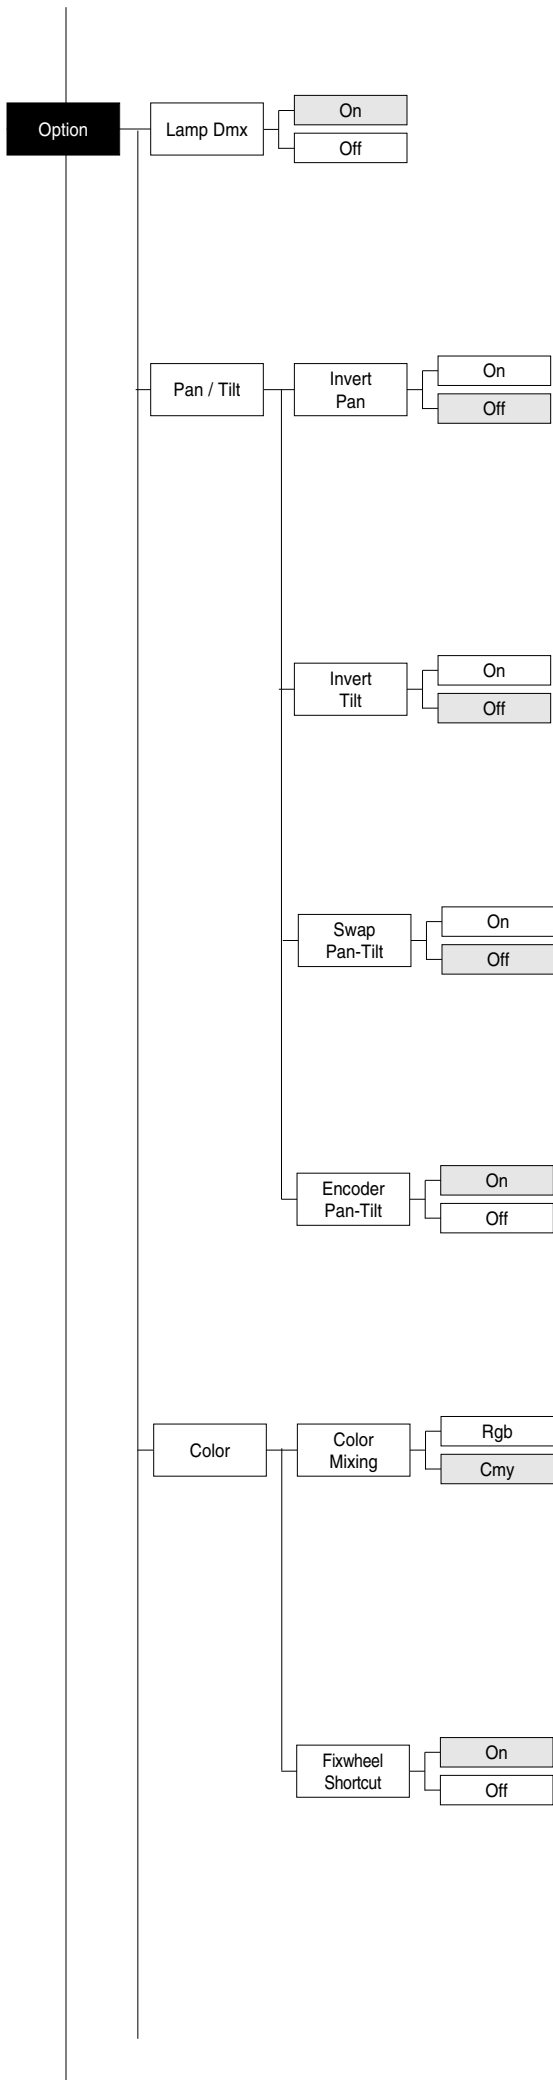 Option
Lamp Dmx
On
Off
Pan / Tilt
Invert
Pan
On
Off
Invert
Tilt
On
Off
Swap
Pan-Tilt
On
Off
Encoder
Pan-Tilt
On
Off
Color
Color
Mixing
Rgb
Cmy
Fixwheel
Shortcut
On
Off